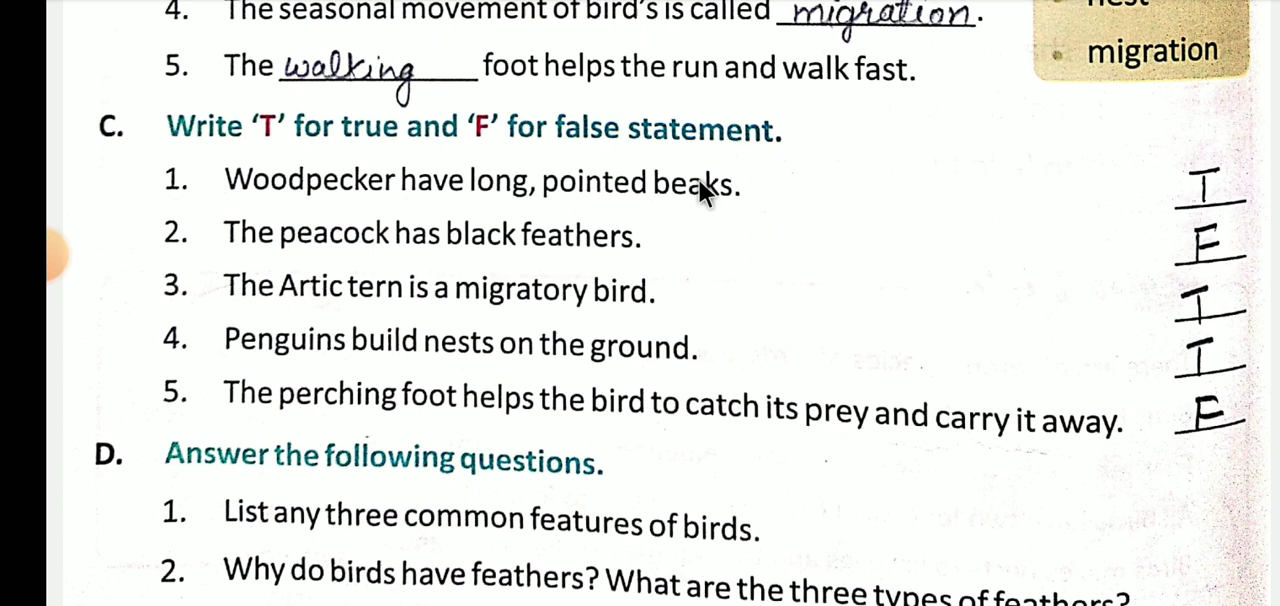 4. The seasonal movement of bird's is called migration.
nest
migration
5. The walking foot helps the run and walk fast.
C. Write 'T' for true and 'F' for false statement.
1. Woodpecker have long, pointed beaks. T
2. The peacock has black feathers. F
3. The Artic tern is a migratory bird. T
4. Penguins build nests on the ground. T
5. The perching foot helps the bird to catch its prey and carry it away. F
D. Answer the following questions.
1. List any three common features of birds.
2. Why do birds have feathers? What are the three types of feathers?